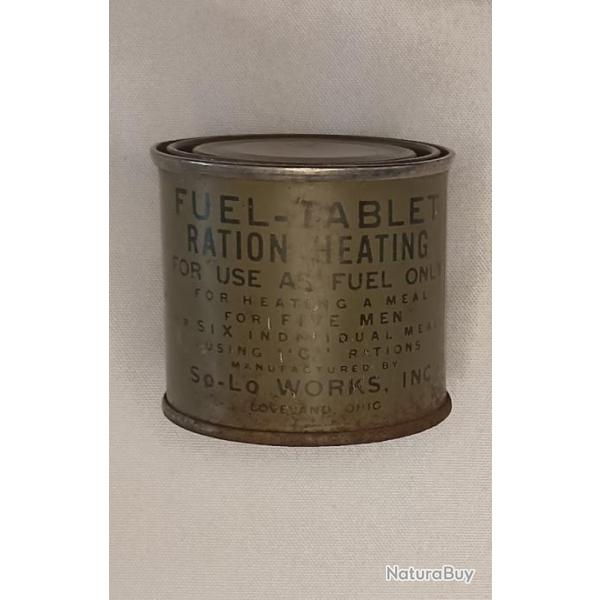 FUEL-TABLET
RATION HEATING
FOR USE AS FUEL ONLY
FOR HEATING A MEAL
FOR FIVE MEN
OR SIX INDIVIDUAL MEALS
USING "C" RATIONS
MANUFACTURED BY
So-Lo WORKS, INC.
LOVELAND, OHIO
NaturaBuy